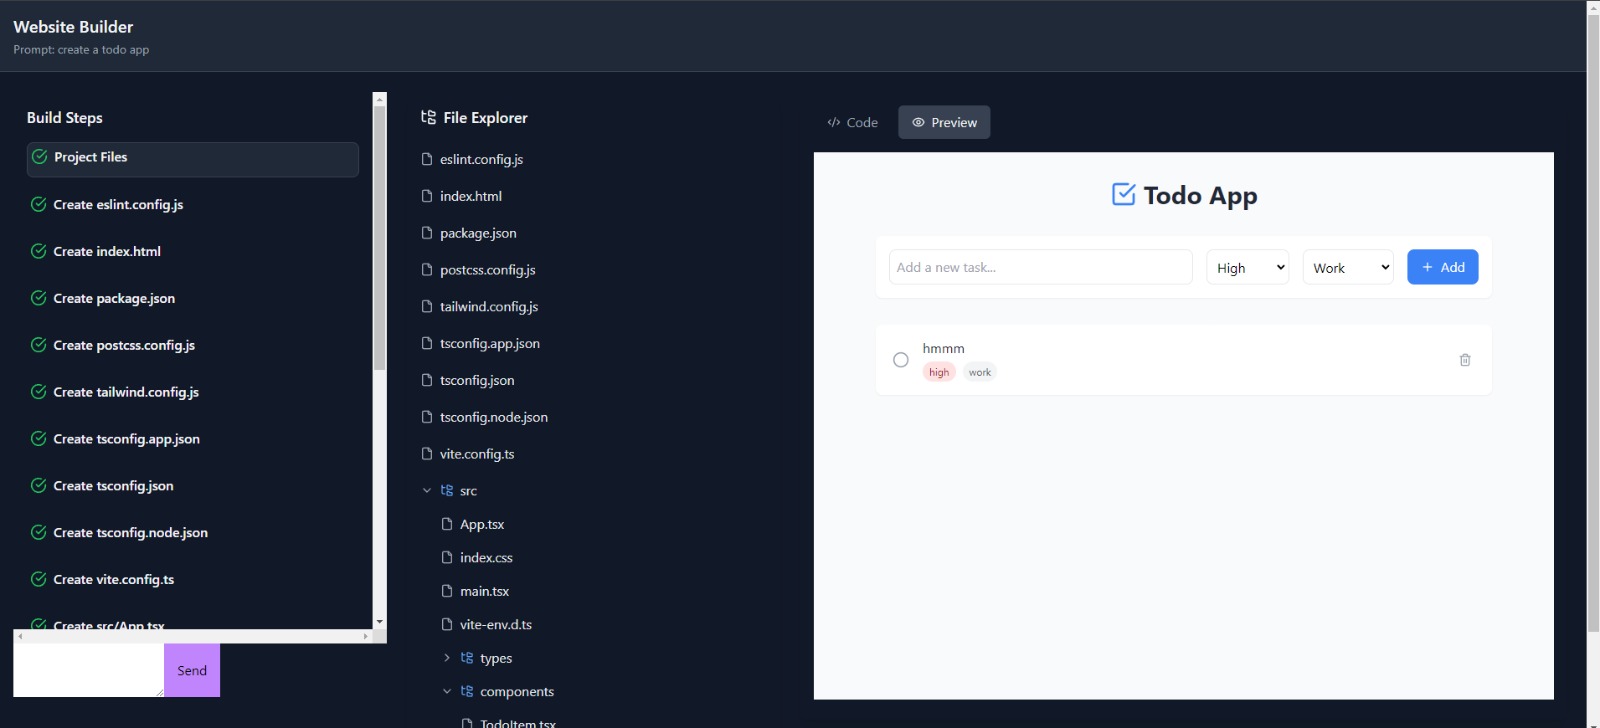 Website Builder
Prompt: create a todo app
Build Steps
Project Files
Create eslint.config.js
Create index.html
Create package.json
Create postcss.config.js
Create tailwind.config.js
Create tsconfig.app.json
Create tsconfig.json
Create tsconfig.node.json
Create vite.config.ts
Create src/App.tsx
Send
File Explorer
eslint.config.js
index.html
package.json
postcss.config.js
tailwind.config.js
tsconfig.app.json
tsconfig.json
tsconfig.node.json
vite.config.ts
src
App.tsx
index.css
main.tsx
vite-env.d.ts
types
components
TodoItem.tsx
</> Code
Preview
Todo App
Add a new task...
High
Work
+ Add
hmmm
high
work